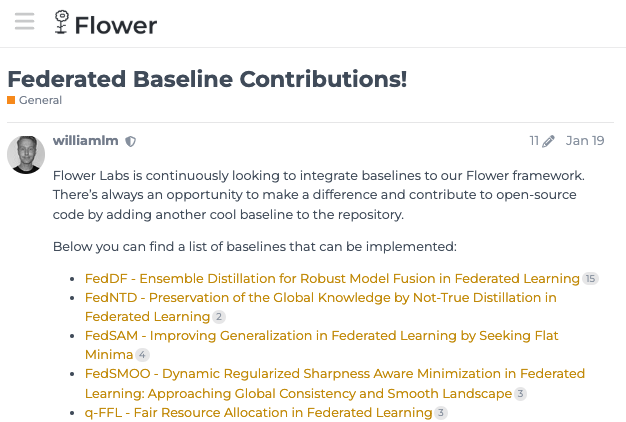 Flower
Federated Baseline Contributions!
General
williamlm
11
Jan 19
Flower Labs is continuously looking to integrate baselines to our Flower framework.
There’s always an opportunity to make a difference and contribute to open-source
code by adding another cool baseline to the repository.
Below you can find a list of baselines that can be implemented:
• FedDF - Ensemble Distillation for Robust Model Fusion in Federated Learning 15
• FedNTD - Preservation of the Global Knowledge by Not-True Distillation in
Federated Learning 2
• FedSAM - Improving Generalization in Federated Learning by Seeking Flat
Minima 4
• FedSMOO - Dynamic Regularized Sharpness Aware Minimization in Federated
Learning: Approaching Global Consistency and Smooth Landscape 3
• q-FFL - Fair Resource Allocation in Federated Learning 3